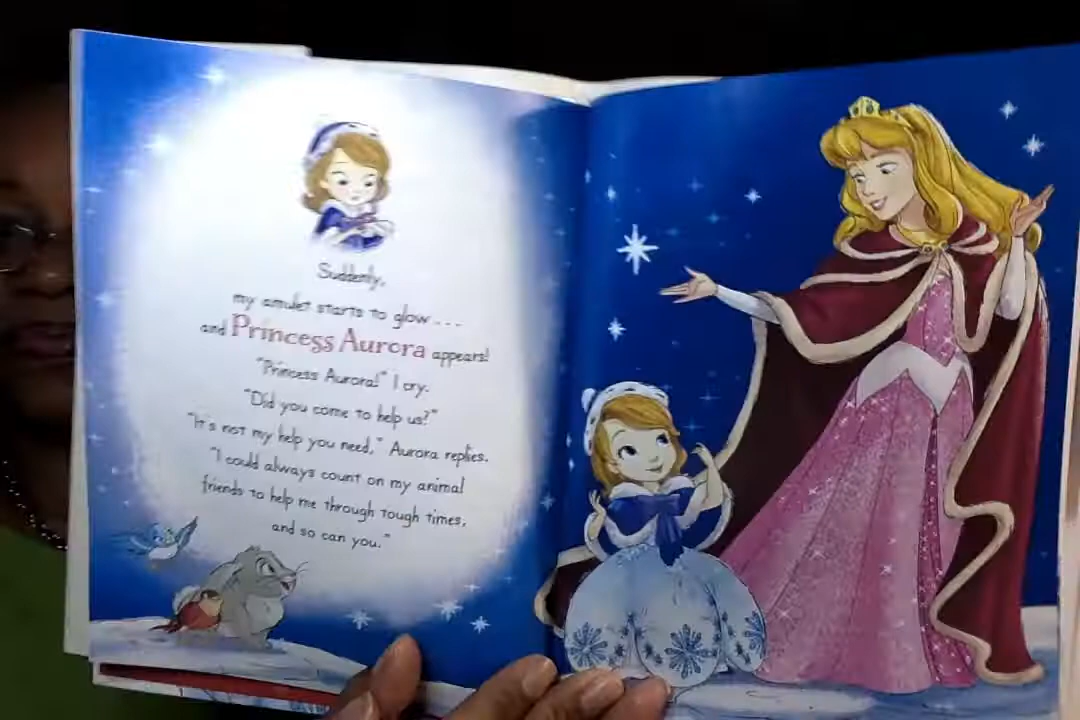 Suddenly,
my amulet starts to glow . . .
and Princess Aurora appears!
"Princess Aurora!" I cry.
"Did you come to help us?"
"It's not my help you need," Aurora replies.
"I could always count on my animal
friends to help me through tough times,
and so can you."